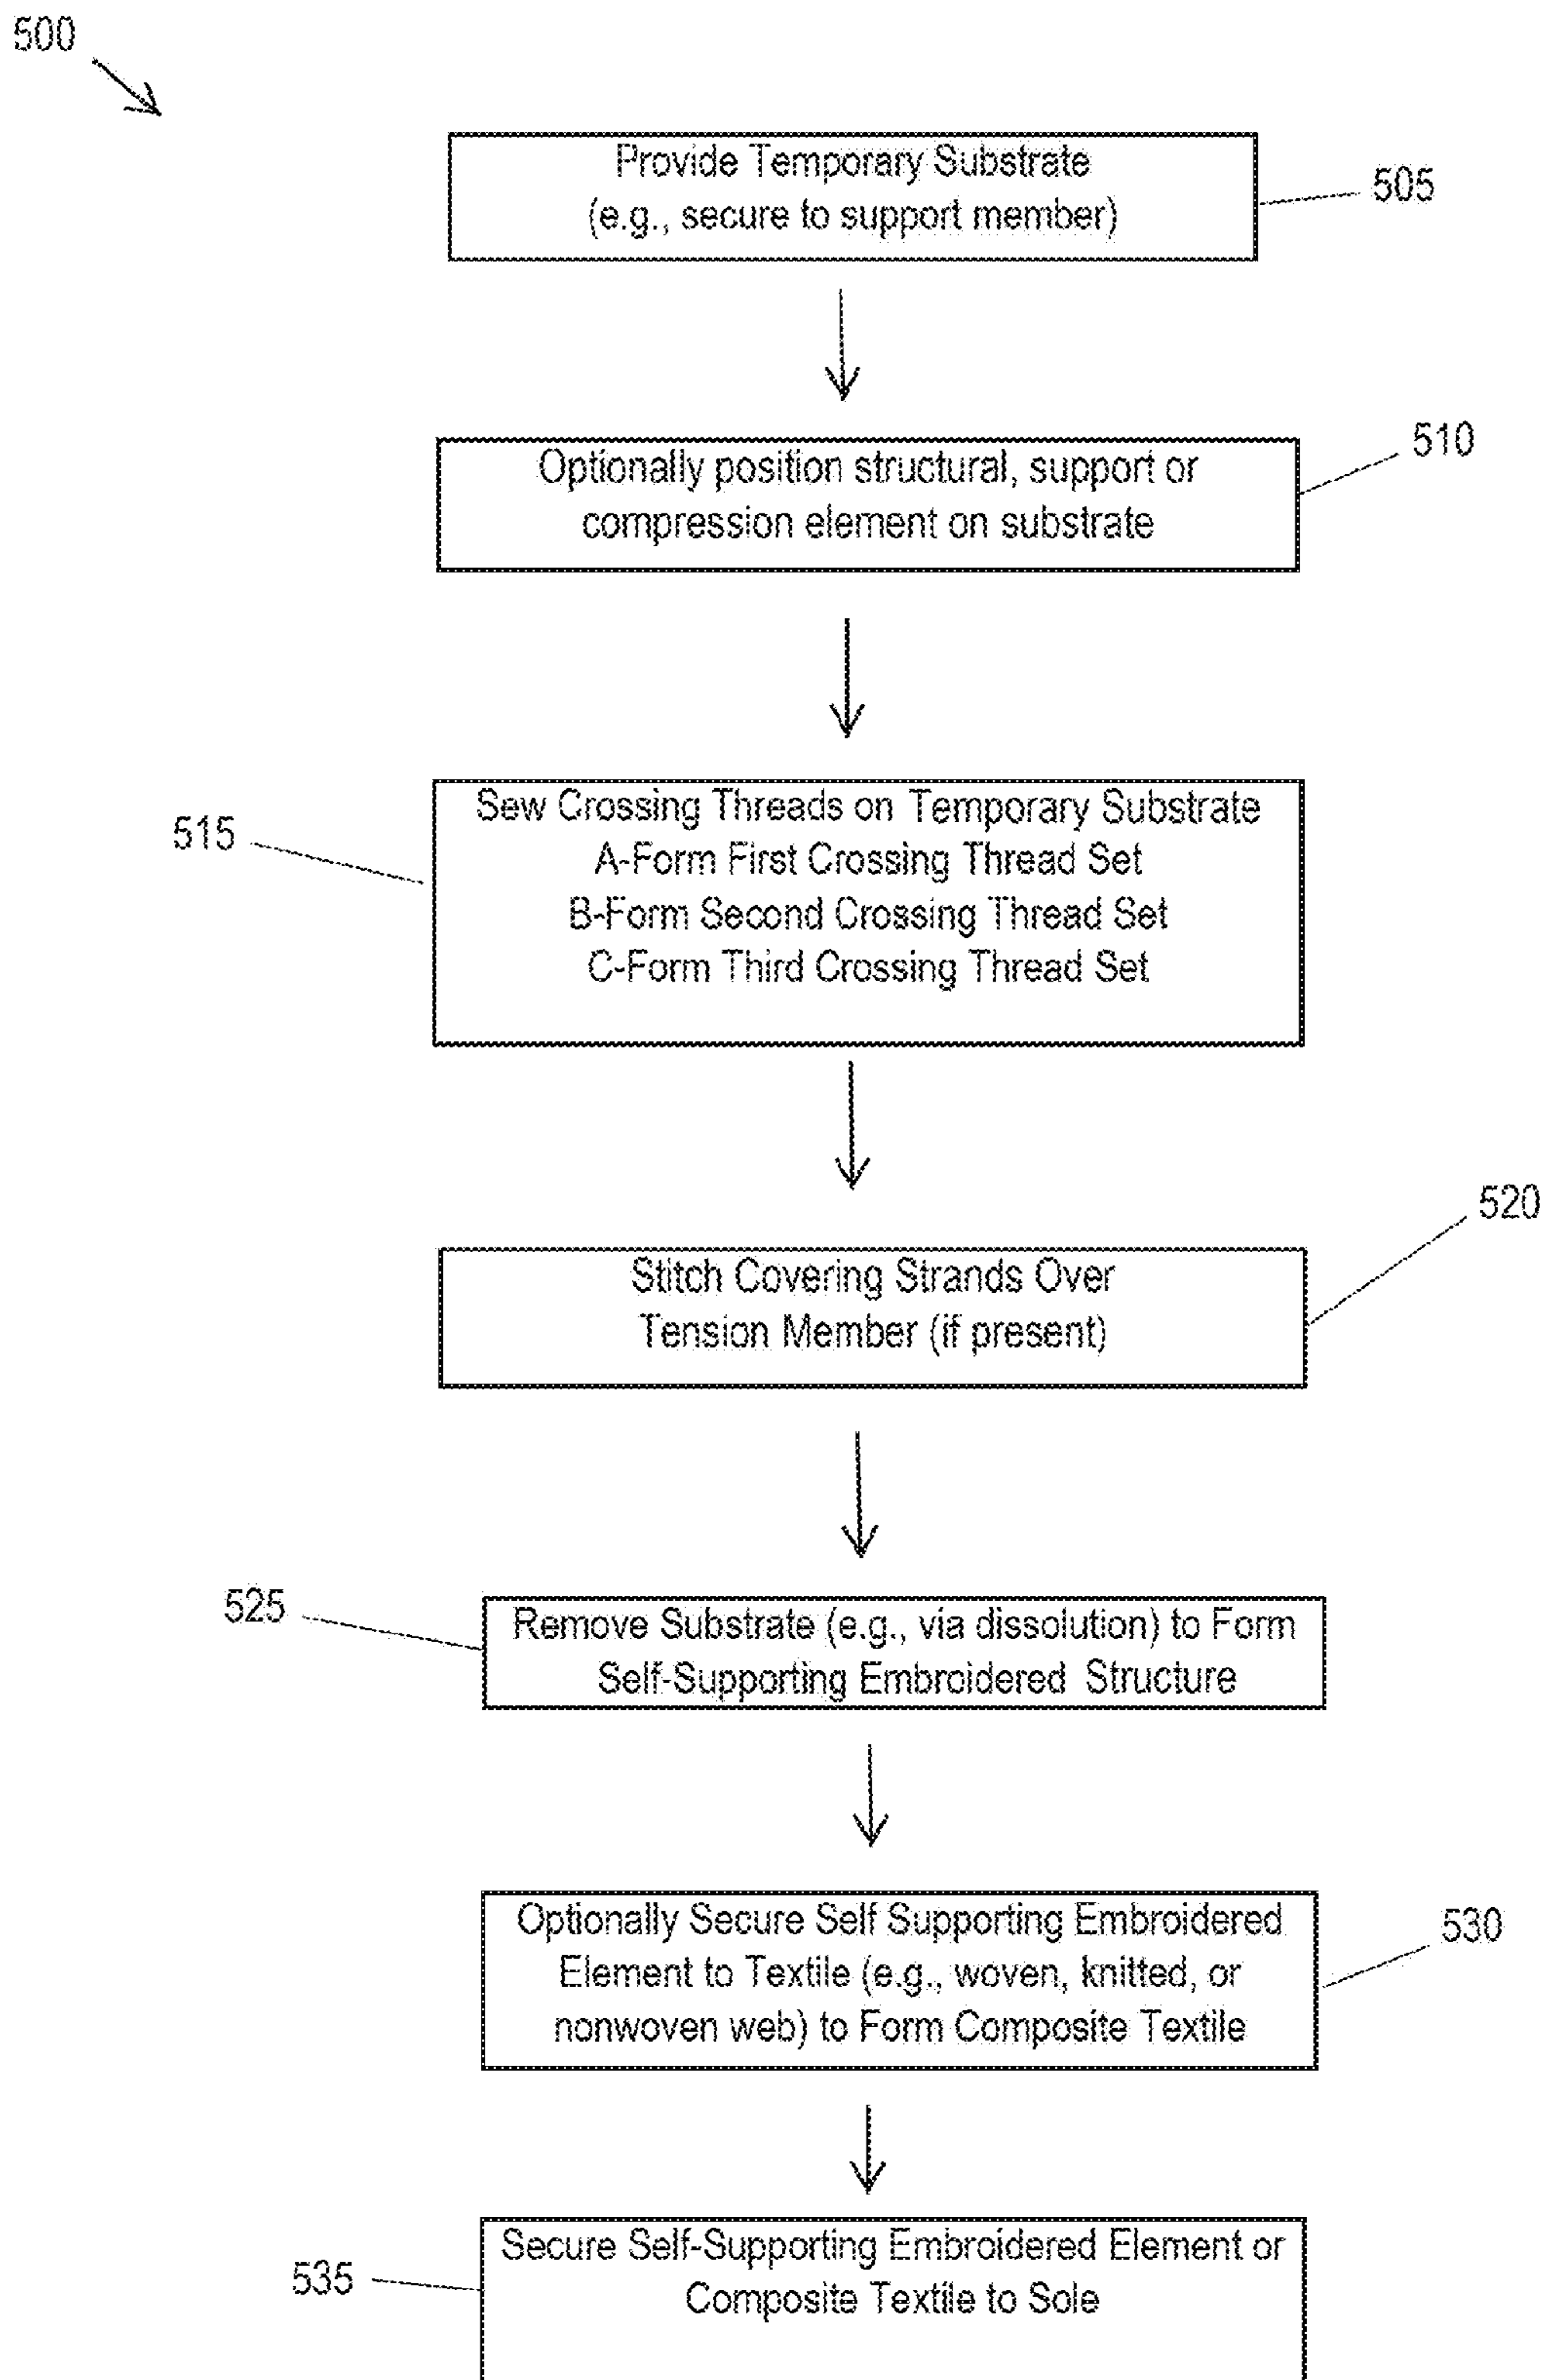 500
Provide Temporary Substrate
(e.g., secure to support member)
505
Optionally position structural, support or
compression element on substrate
510
515
Sew Crossing Threads on Temporary Substrate
A-Form First Crossing Thread Set
B-Form Second Crossing Thread Set
C-Form Third Crossing Thread Set
Stitch Covering Strands Over
Tension Member (if present)
520
525
Remove Substrate (e.g., via dissolution) to Form
Self-Supporting Embroidered Structure
Optionally Secure Self Supporting Embroidered
Element to Textile (e.g., woven, knitted, or
nonwoven web) to Form Composite Textile
530
535
Secure Self-Supporting Embroidered Element or
Composite Textile to Sole